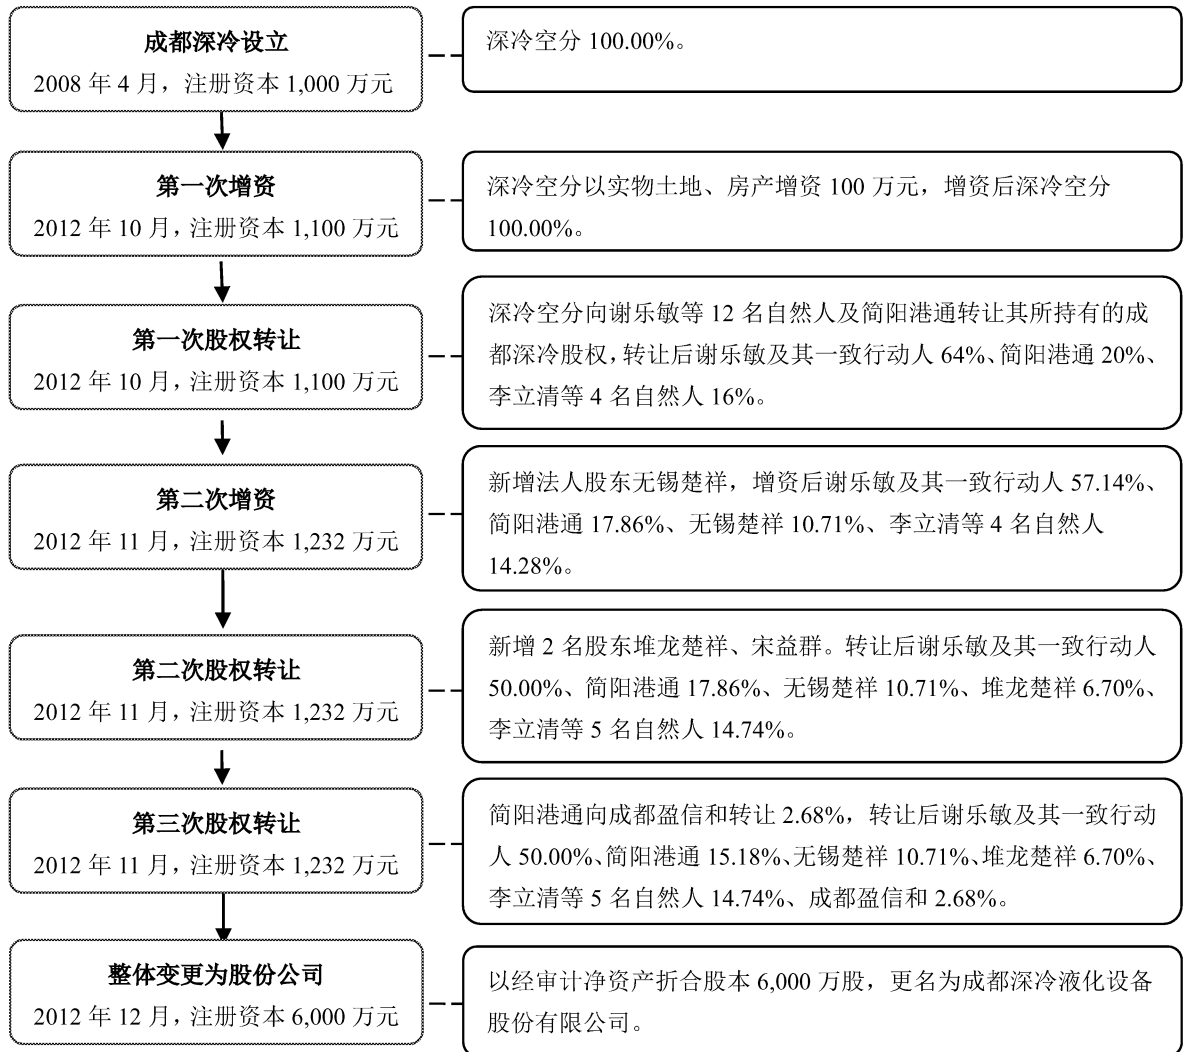 成都深冷设立
2008 年 4 月，注册资本 1,000 万元
深冷空分 100.00%。
第一次增资
2012 年 10 月，注册资本 1,100 万元
深冷空分以实物土地、房产增资 100 万元，增资后深冷空分
100.00%。
第一次股权转让
2012 年 10 月，注册资本 1,100 万元
深冷空分向谢乐敏等 12 名自然人及简阳港通转让其所持有的成
都深冷股权，转让后谢乐敏及其一致行动人 64%、简阳港通 20%、
李立清等 4 名自然人 16%。
第二次增资
2012 年 11 月，注册资本 1,232 万元
新增法人股东无锡楚祥，增资后谢乐敏及其一致行动人 57.14%、
简阳港通 17.86%、无锡楚祥 10.71%、李立清等 4 名自然人
14.28%。
第二次股权转让
2012 年 11 月，注册资本 1,232 万元
新增 2 名股东堆龙楚祥、宋益群。转让后谢乐敏及其一致行动人
50.00%、简阳港通 17.86%、无锡楚祥 10.71%、堆龙楚祥 6.70%、
李立清等 5 名自然人 14.74%。
第三次股权转让
2012 年 11 月，注册资本 1,232 万元
简阳港通向成都盈信和转让 2.68%，转让后谢乐敏及其一致行动
人 50.00%、简阳港通 15.18%、无锡楚祥 10.71%、堆龙楚祥 6.70%、
李立清等 5 名自然人 14.74%、成都盈信和 2.68%。
整体变更为股份公司
2012 年 12 月，注册资本 6,000 万元
以经审计净资产折合股本 6,000 万股，更名为成都深冷液化设备
股份有限公司。